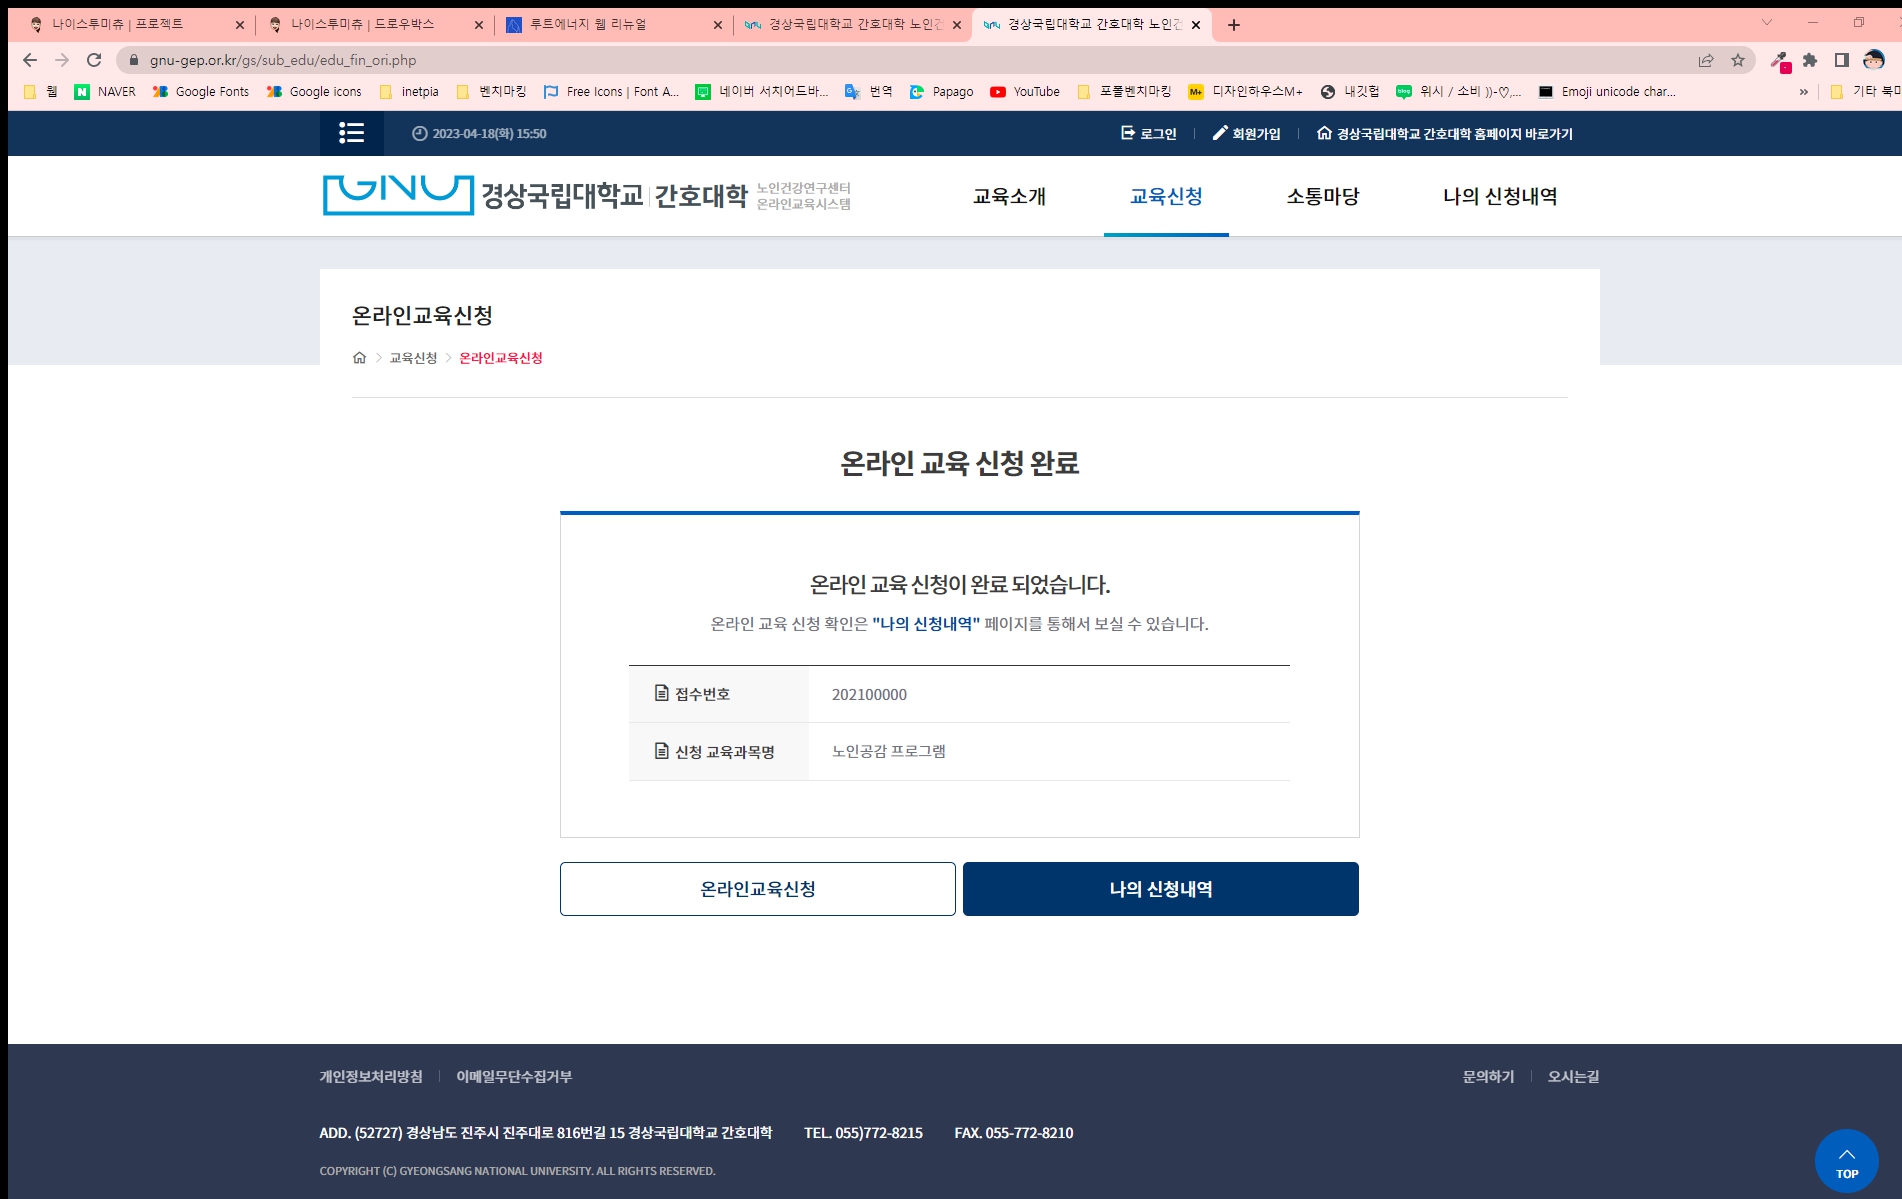 나이스투미츄 | 프로젝트
나이스투미츄 | 드로우박스
루트에너지 웹 리뉴얼
경상국립대학교 간호대학 노인건
경상국립대학교 간호대학 노인건
gnu-gep.or.kr/gs/sub_edu/edu_fin_ori.php
웹 NAVER Google Fonts Google icons inetpia 벤치마킹 Free Icons | Font A... 네이버 서치어드바... 번역 Papago YouTube 포폴벤치마킹 디자인하우스M+ 내깃헙 위시 / 소비 ))-♡,... Emoji unicode char... » 기타 북마
2023-04-18(화) 15:50
로그인 회원가입 경상국립대학교 간호대학 홈페이지 바로가기
GNU 경상국립대학교 간호대학 노인건강연구센터
온라인교육시스템
교육소개 교육신청 소통마당 나의 신청내역
온라인교육신청
교육신청 온라인교육신청
온라인 교육 신청 완료
온라인 교육 신청이 완료 되었습니다.
온라인 교육 신청 확인은 "나의 신청내역" 페이지를 통해서 보실 수 있습니다.
접수번호 202100000
신청 교육과목명 노인공감 프로그램
온라인교육신청 나의 신청내역
개인정보처리방침 이메일무단수집거부 문의하기 오시는길
ADD. (52727) 경상남도 진주시 진주대로 816번길 15 경상국립대학교 간호대학 TEL. 055)772-8215 FAX. 055-772-8210
COPYRIGHT (C) GYEONGSANG NATIONAL UNIVERSITY. ALL RIGHTS RESERVED.
TOP